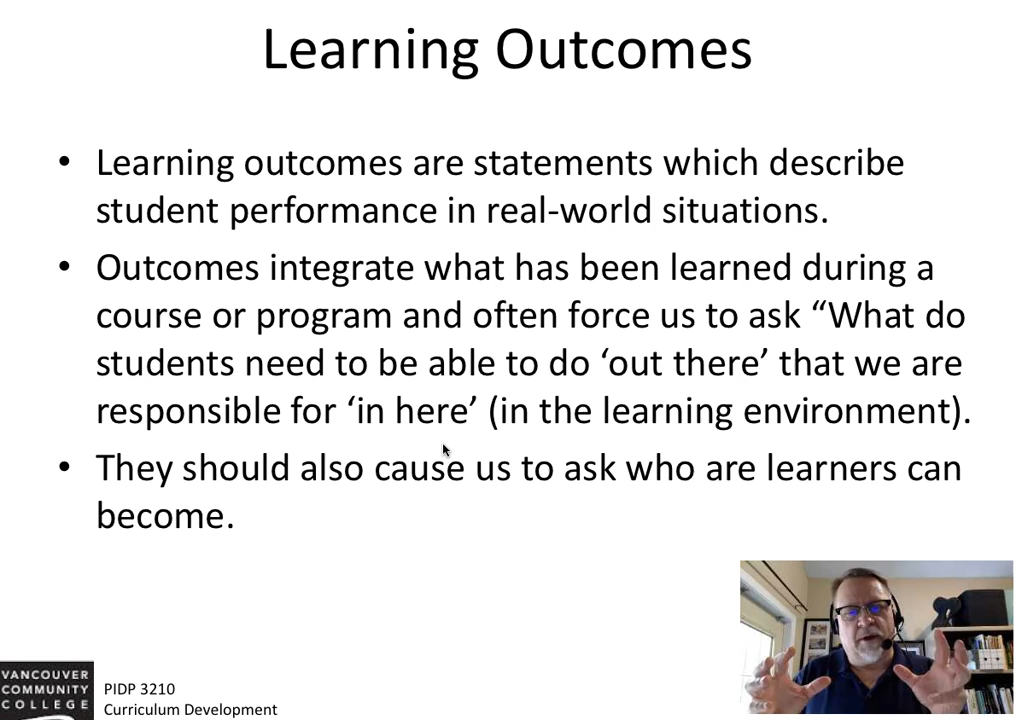 Learning Outcomes
• Learning outcomes are statements which describe
student performance in real-world situations.
• Outcomes integrate what has been learned during a
course or program and often force us to ask “What do
students need to be able to do ‘out there’ that we are
responsible for ‘in here’ (in the learning environment).
• They should also cause us to ask who are learners can
become.
VANCOUVER
COMMUNITY
COLLEGE
PIDP 3210
Curriculum Development